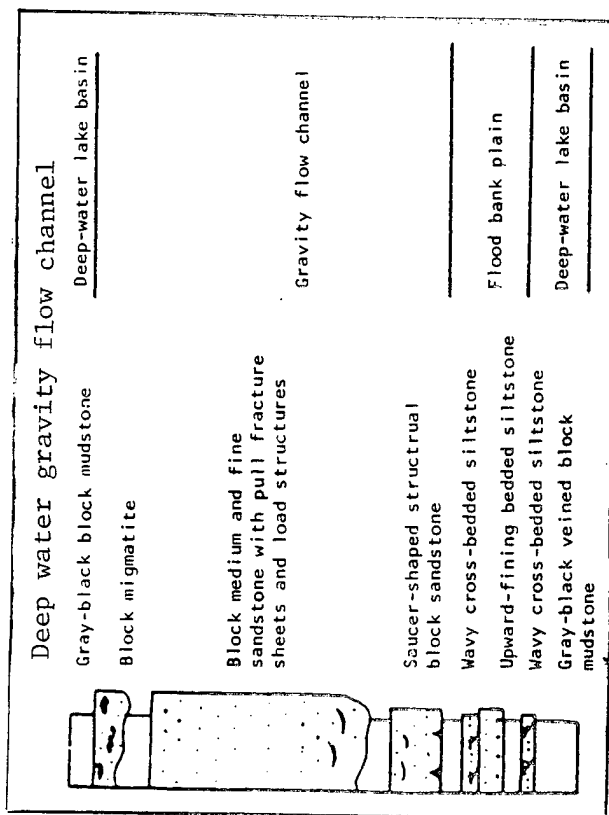 Deep water gravity flow channel
Gray-black block mudstone
Deep-water lake basin
Block migmatite
Block medium and fine
sandstone with pull fracture
sheets and load structures
Gravity flow channel
Saucer-shaped structrual
block sandstone
Wavy cross-bedded siltstone
Upward-fining bedded siltstone
Flood bank plain
Wavy cross-bedded siltstone
Gray-black veined block
mudstone
Deep-water lake basin